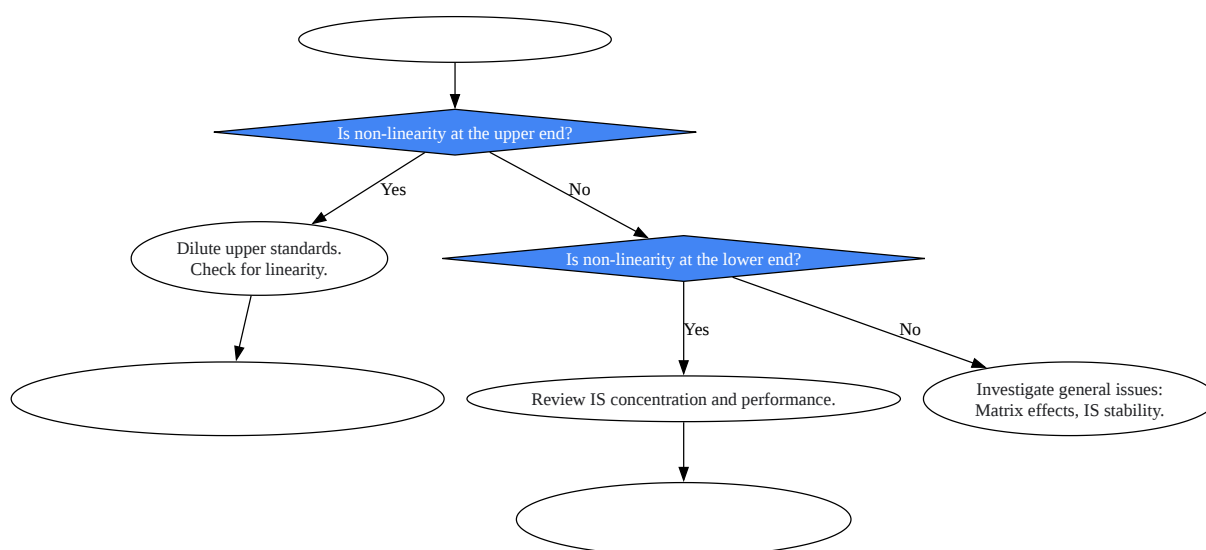 Is non-linearity at the upper end?
Yes
No
Dilute upper standards.
Check for linearity.
Is non-linearity at the lower end?
Yes
No
Review IS concentration and performance.
Investigate general issues:
Matrix effects, IS stability.